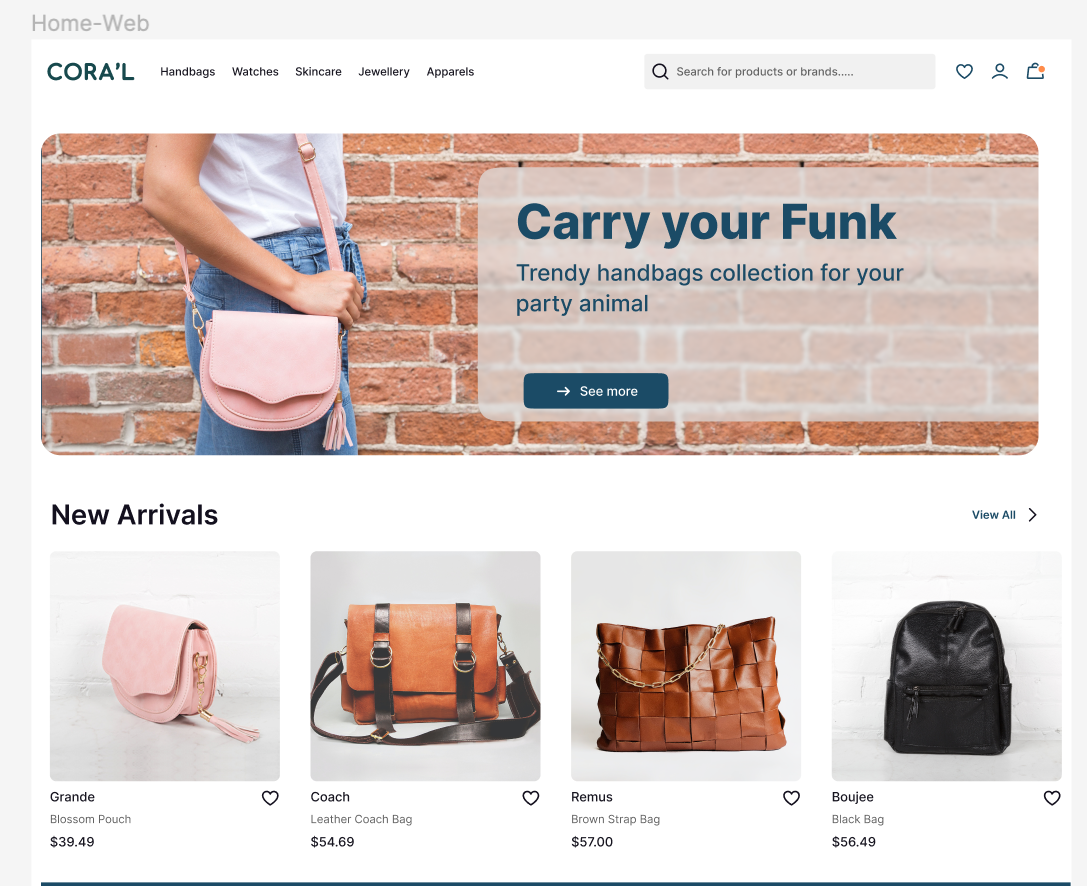 Home-Web
CORA'L
Handbags
Watches
Skincare
Jewellery
Apparels
Search for products or brands.....
Carry your Funk
Trendy handbags collection for your
party animal
See more
New Arrivals
View All
Grande
Blossom Pouch
$39.49
Coach
Leather Coach Bag
$54.69
Remus
Brown Strap Bag
$57.00
Boujee
Black Bag
$56.49